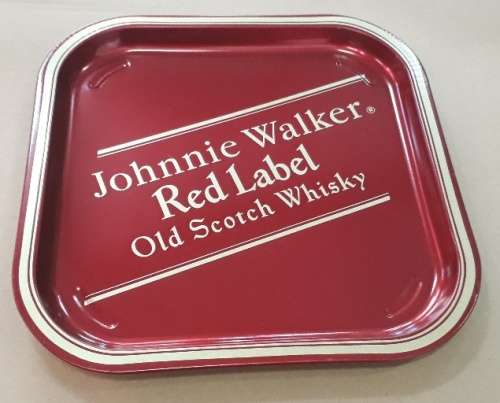 Johnnie Walker®
Red Label
Old Scotch Whisky